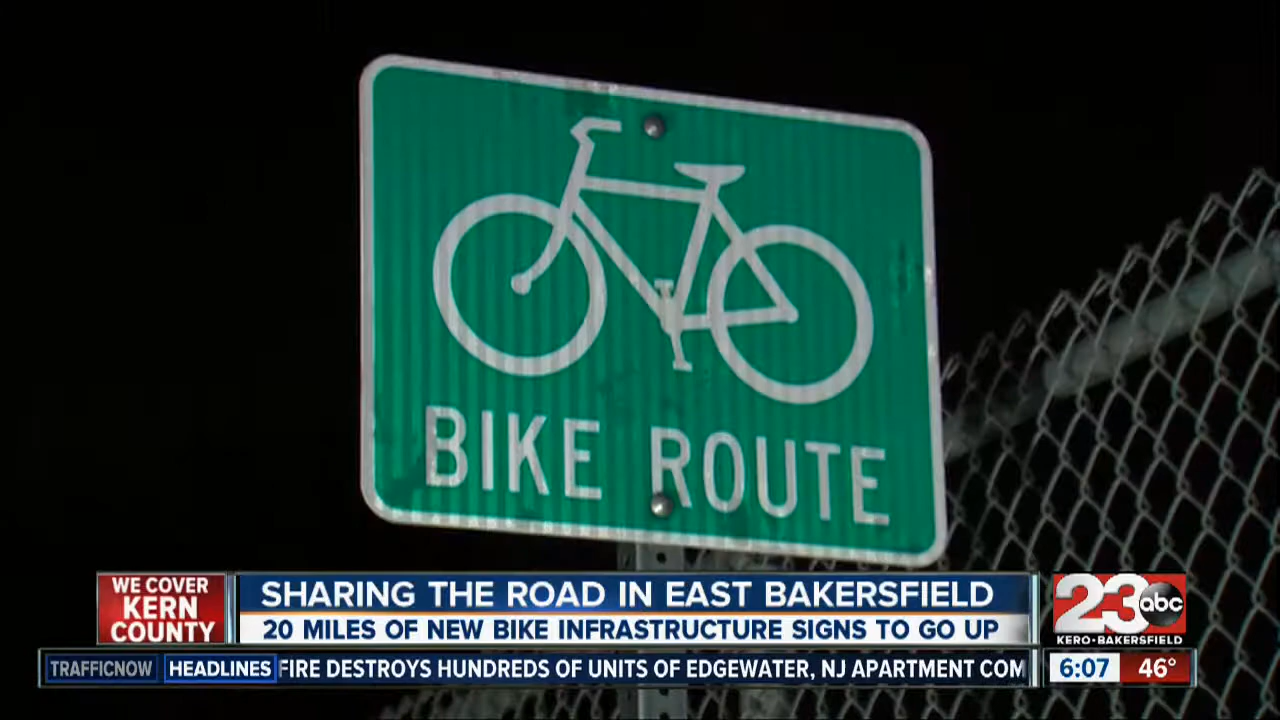 BIKE ROUTE
WE COVER
KERN
COUNTY
SHARING THE ROAD IN EAST BAKERSFIELD
20 MILES OF NEW BIKE INFRASTRUCTURE SIGNS TO GO UP
23 abc
KERO-BAKERSFIELD
TRAFFICNOW HEADLINES FIRE DESTROYS HUNDREDS OF UNITS OF EDGEWATER, NJ APARTMENT COM
6:07 46°